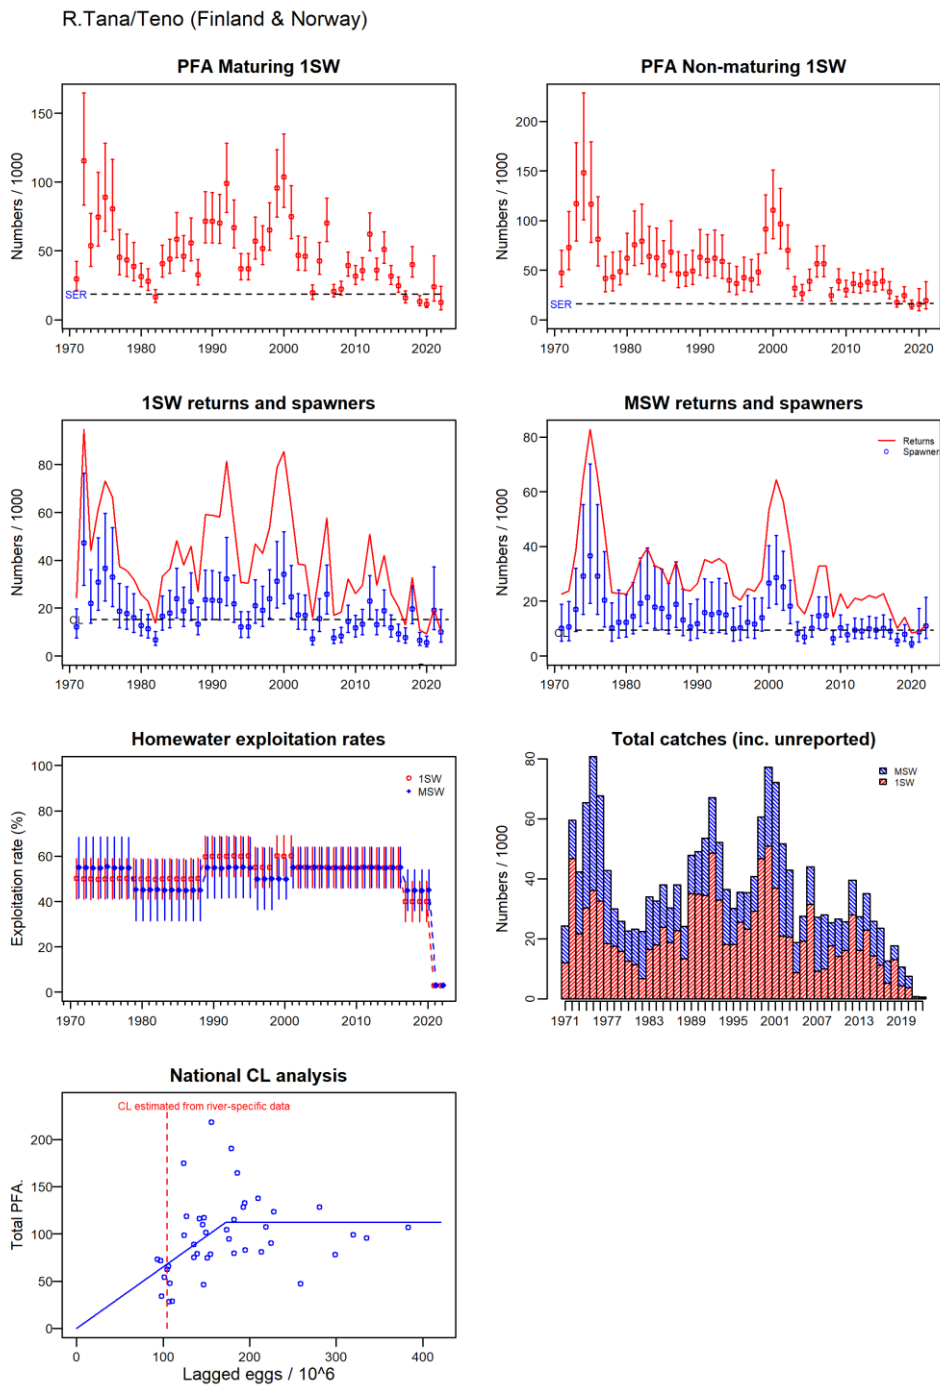 R.Tana/Teno (Finland & Norway)
PFA Maturing 1SW
Numbers / 1000
150
100
50
0
SER
1970 1980 1990 2000 2010 2020
PFA Non-maturing 1SW
Numbers / 1000
200
150
100
50
0
SER
1970 1980 1990 2000 2010 2020
1SW returns and spawners
Numbers / 1000
80
60
40
20
0
CL
1970 1980 1990 2000 2010 2020
MSW returns and spawners
Numbers / 1000
80
60
40
20
0
Returns
Spawner
CL
1970 1980 1990 2000 2010 2020
Homewater exploitation rates
Exploitation rate (%)
100
80
60
40
20
0
1SW
MSW
1970 1980 1990 2000 2010 2020
Total catches (inc. unreported)
Numbers / 1000
80
60
40
20
0
MSW
1SW
1971 1977 1983 1989 1995 2001 2007 2013 2019
National CL analysis
CL estimated from river-specific data
Total PFA.
200
150
100
50
0
0 100 200 300 400
Lagged eggs / 10^6